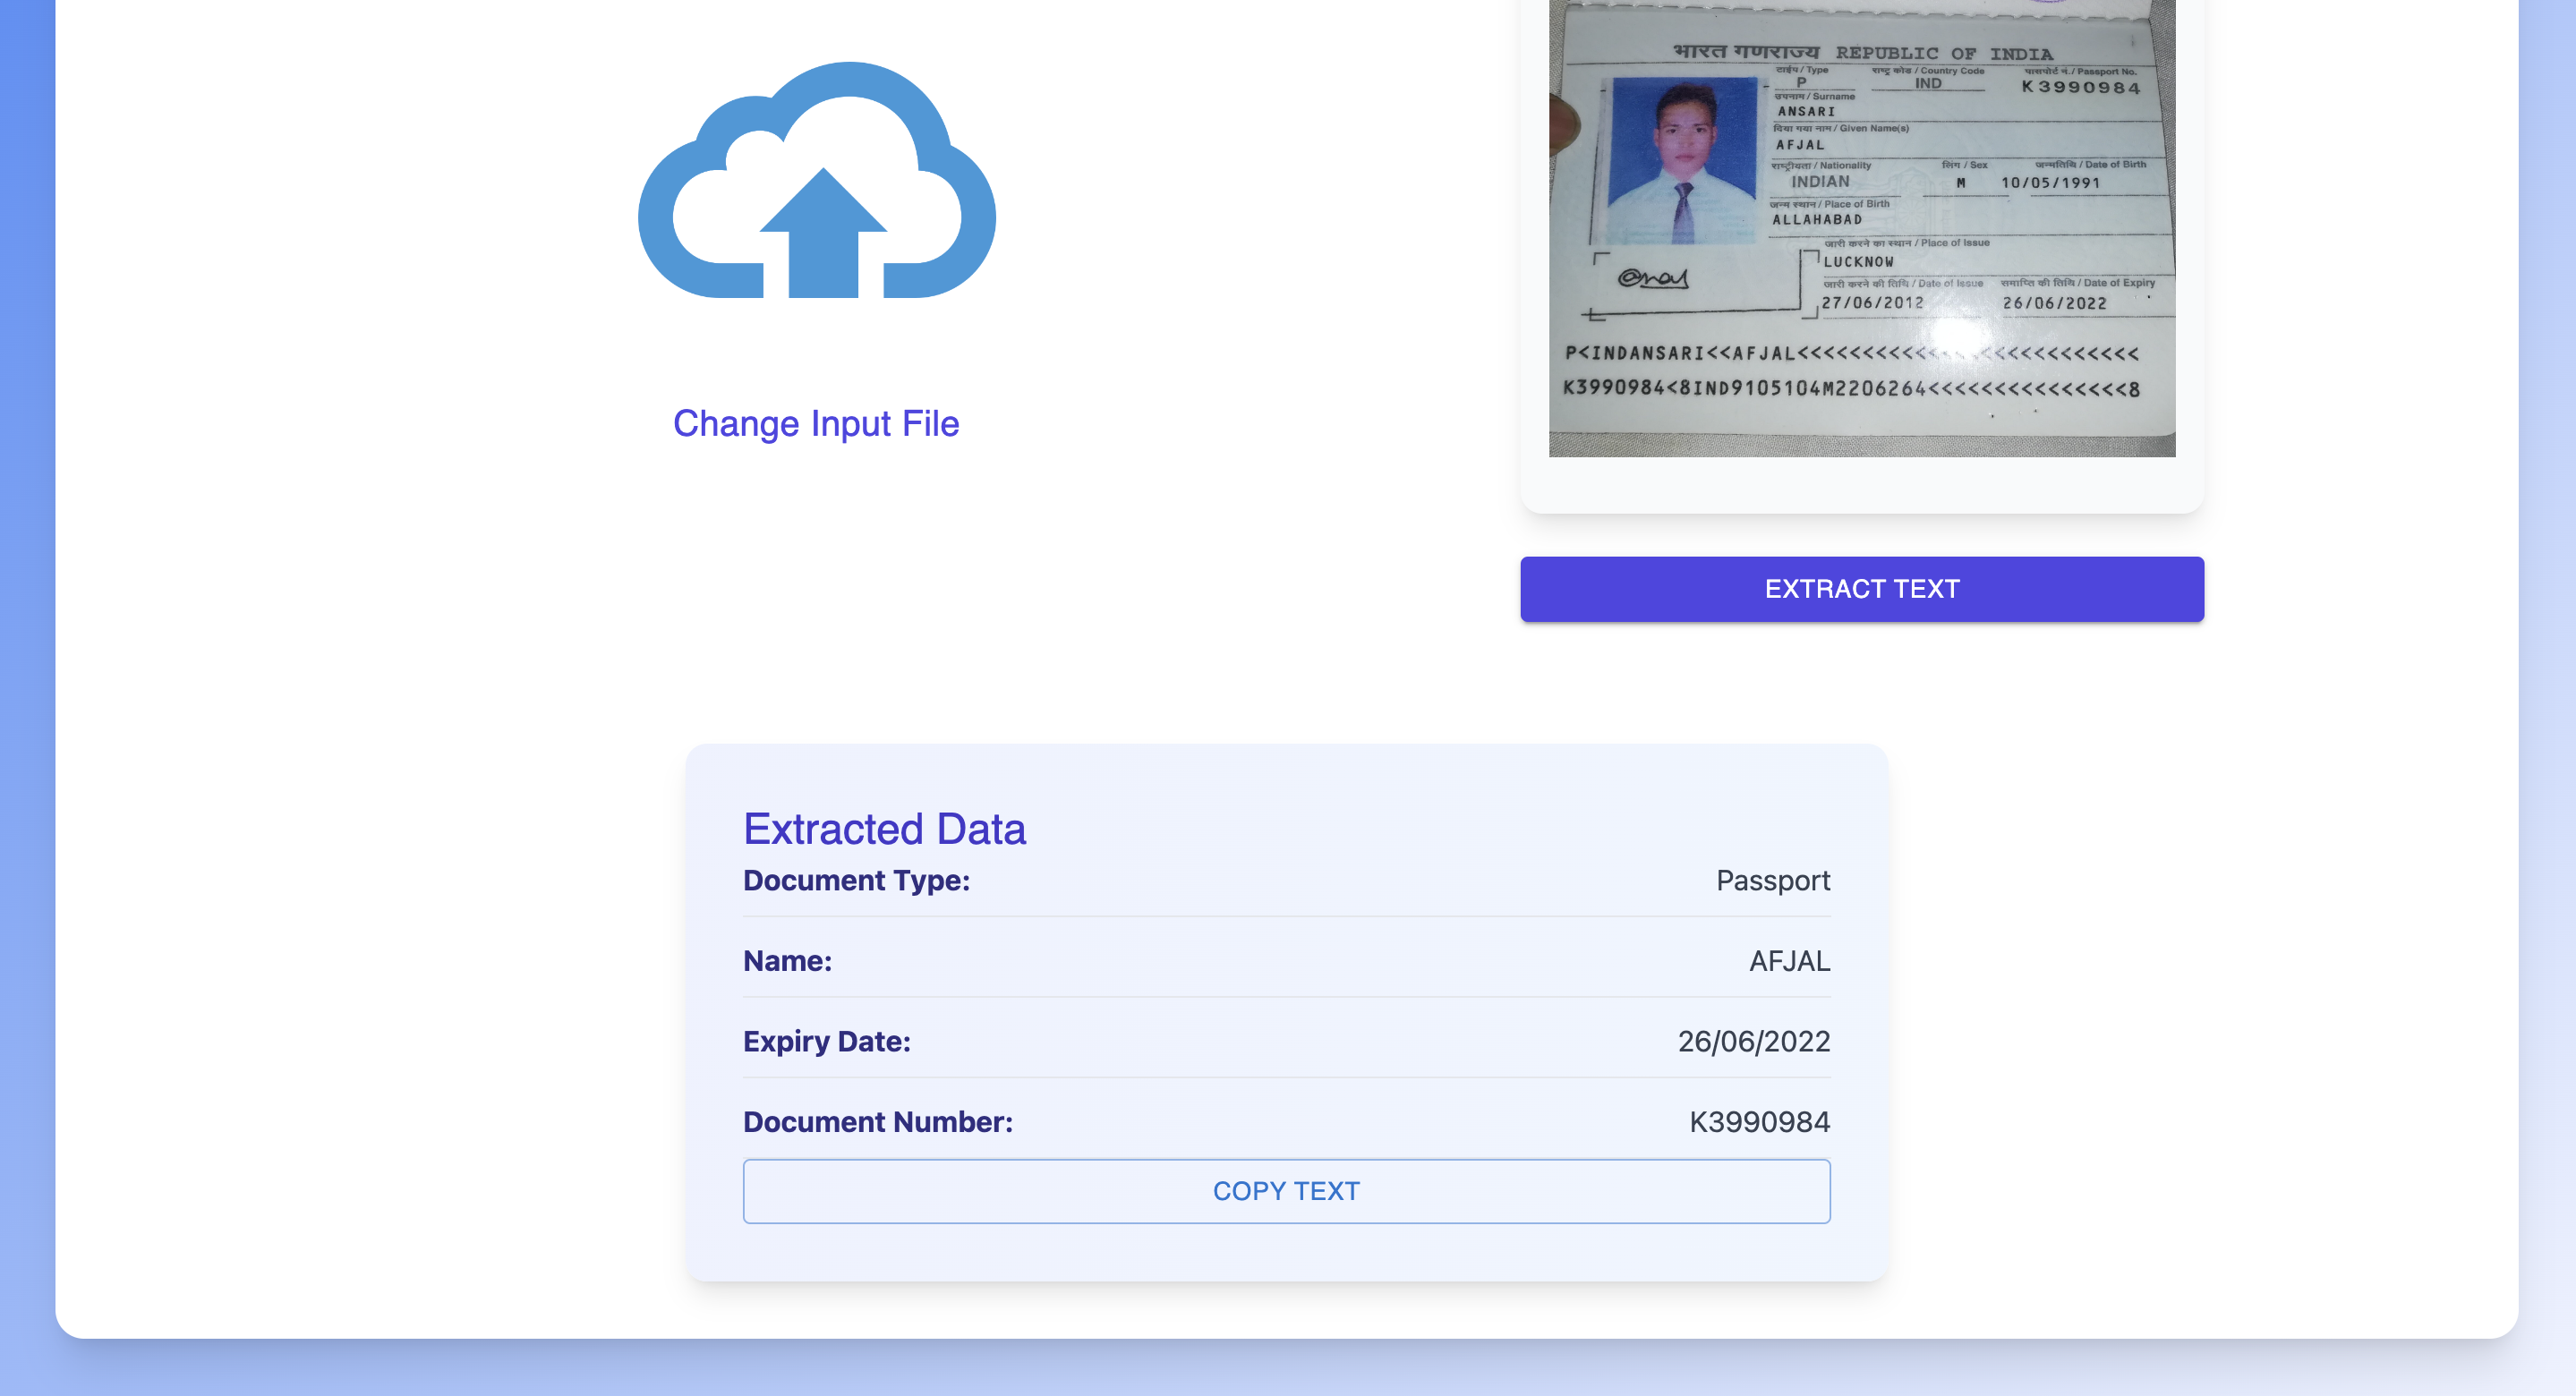 भारत गणराज्य REPUBLIC OF INDIA
टाईप / Type
राष्ट्र कोड / Country Code
पासपोर्ट नं. / Passport No.
P
IND
K3990984
उपनाम / Surname
ANSARI
दिया गया नाम / Given Name(s)
AFJAL
राष्ट्रीयता / Nationality
लिंग / Sex
जन्मतिथि / Date of Birth
INDIAN
M
10/05/1991
जन्म स्थान / Place of Birth
ALLAHABAD
जारी करने का स्थान / Place of Issue
LUCKNOW
जारी करने की तिथि / Date of Issue
समाप्ति की तिथि / Date of Expiry
27/06/2012
26/06/2022
P<INDANSARI<<AFJAL<<<<<<<<<<<<<<<<<<<<<<<<<<
K3990984<8IND9105104M2206264<<<<<<<<<<<<<<<8
Change Input File
EXTRACT TEXT
Extracted Data
Document Type: Passport
Name: AFJAL
Expiry Date: 26/06/2022
Document Number: K3990984
COPY TEXT